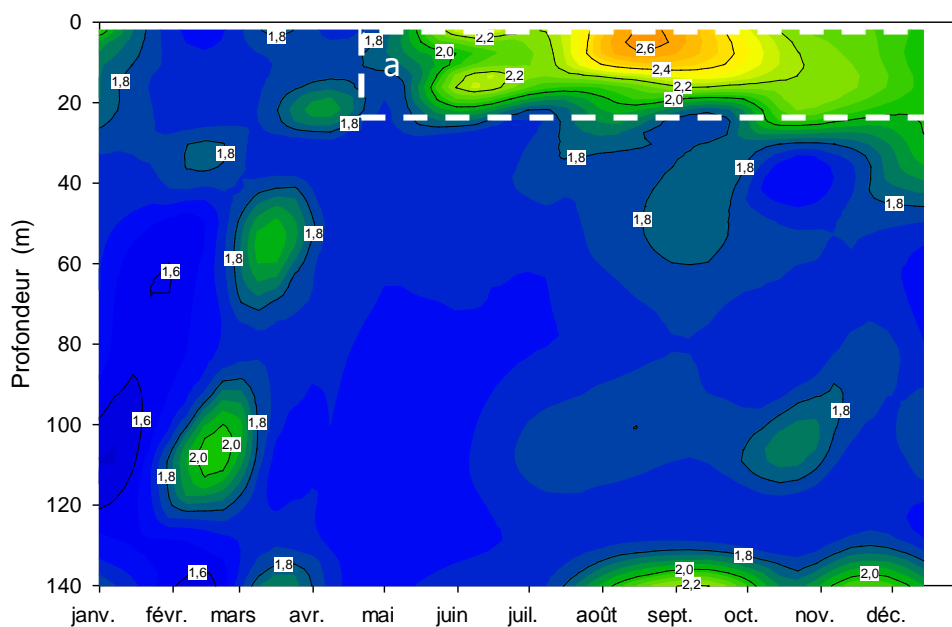 0
20
40
60
80
100
120
140
Profondeur (m)
janv. févr. mars avr. mai juin juil. août sept. oct. nov. déc.
a
1,8 1,8 2,2
1,8 2,0 2,6
2,4
1,8 2,2 2,2
2,0
1,8
1,8 1,8
1,8
1,8 1,8
1,8
1,8 1,8
1,6
1,6 1,8 1,8
2,0
2,0
1,8
1,8
1,6 1,8 2,0 2,0
2,2